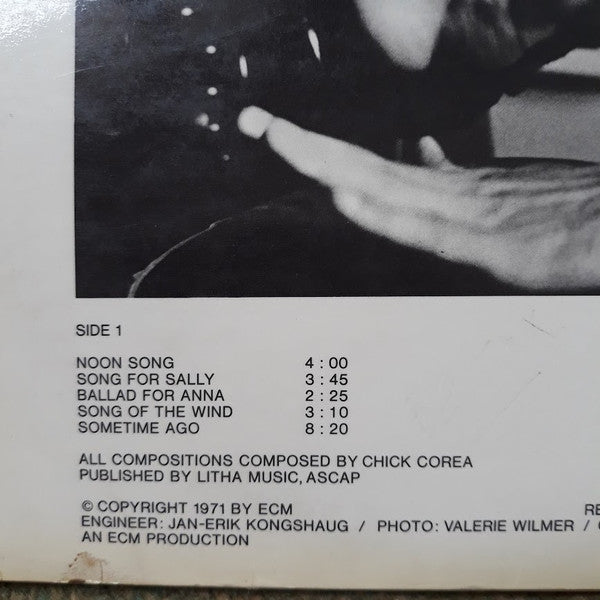 SIDE 1
NOON SONG 4 : 00
SONG FOR SALLY 3 : 45
BALLAD FOR ANNA 2 : 25
SONG OF THE WIND 3 : 10
SOMETIME AGO 8 : 20
ALL COMPOSITIONS COMPOSED BY CHICK COREA
PUBLISHED BY LITHA MUSIC, ASCAP
© COPYRIGHT 1971 BY ECM
ENGINEER: JAN-ERIK KONGSHAUG / PHOTO: VALERIE WILMER /
AN ECM PRODUCTION